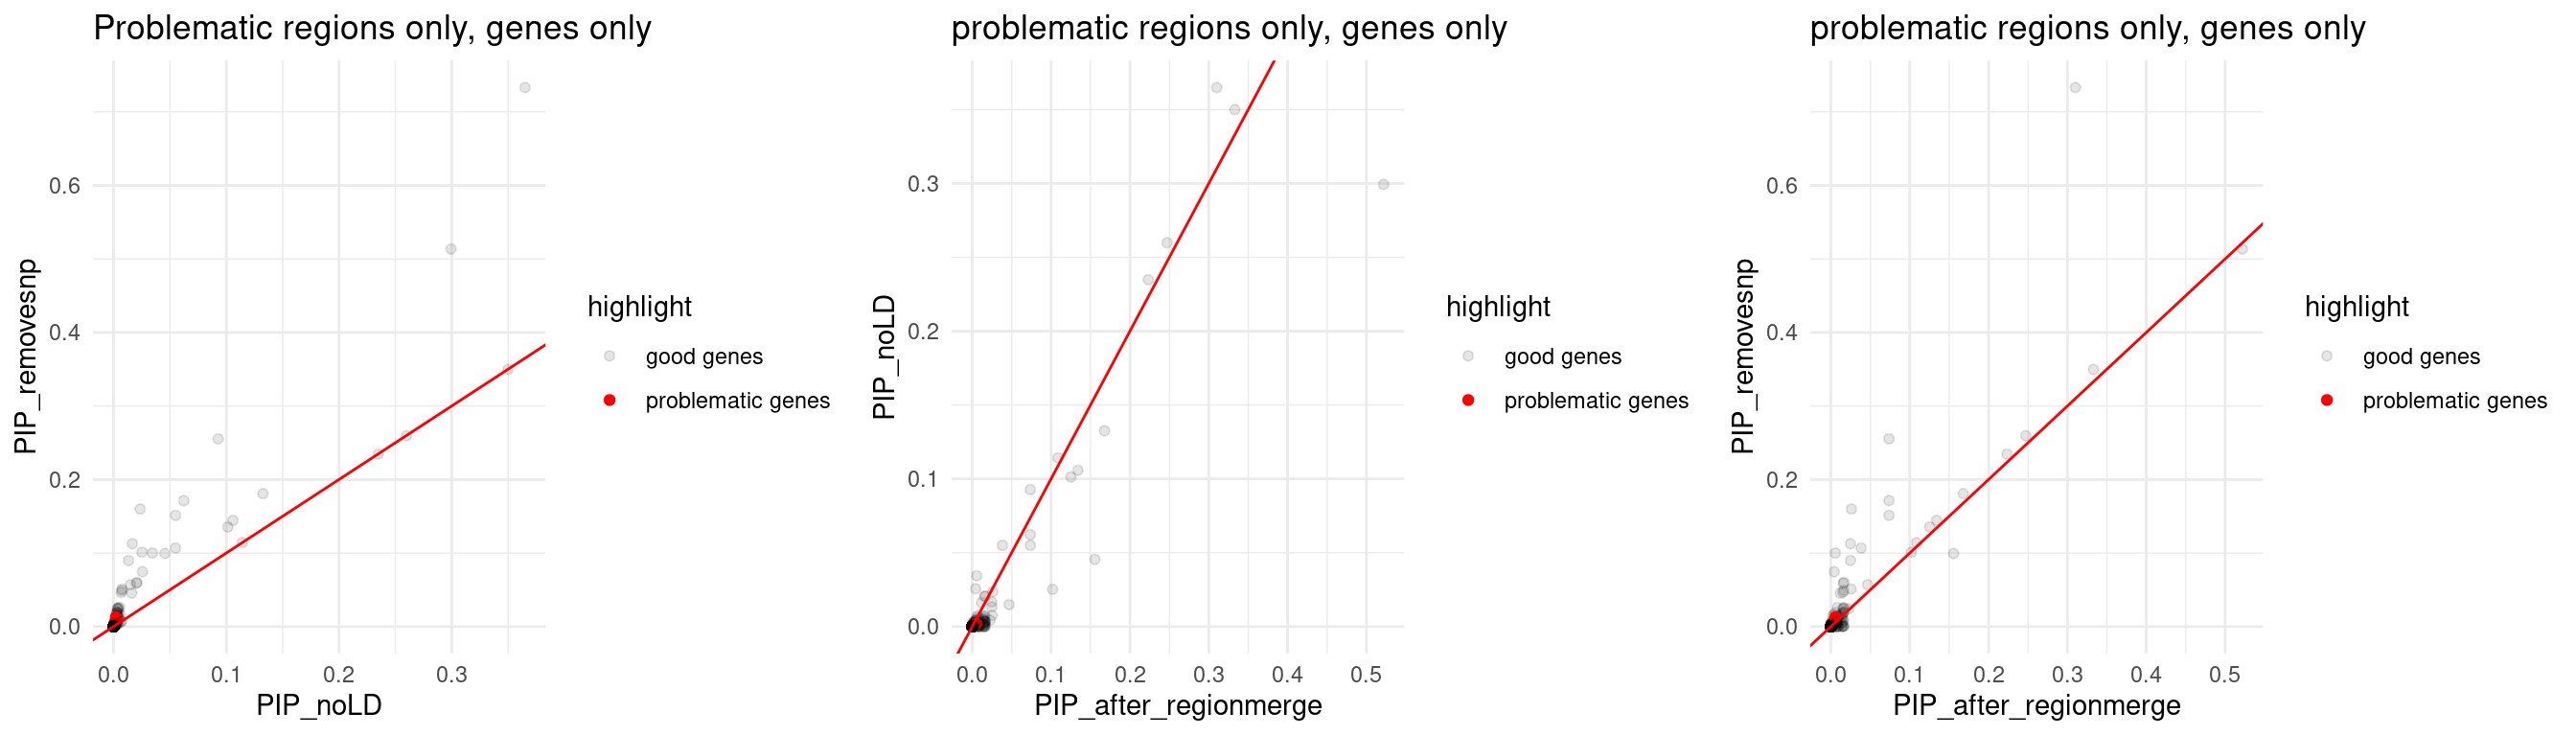 Problematic regions only, genes only
PIP_removesnp
0.6
0.4
0.2
0.0
0.0 0.1 0.2 0.3
PIP_noLD
highlight
good genes
problematic genes
problematic regions only, genes only
PIP_noLD
0.3
0.2
0.1
0.0
0.0 0.1 0.2 0.3 0.4 0.5
PIP_after_regionmerge
highlight
good genes
problematic genes
problematic regions only, genes only
PIP_removesnp
0.6
0.4
0.2
0.0
0.0 0.1 0.2 0.3 0.4 0.5
PIP_after_regionmerge
highlight
good genes
problematic genes